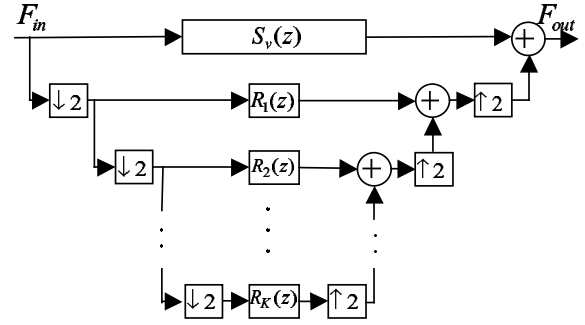 F_in S_v(z) + F_out
↓2 R_1(z) + ↑2
↓2 R_2(z) + ↑2
↓2 R_K(z) ↑2